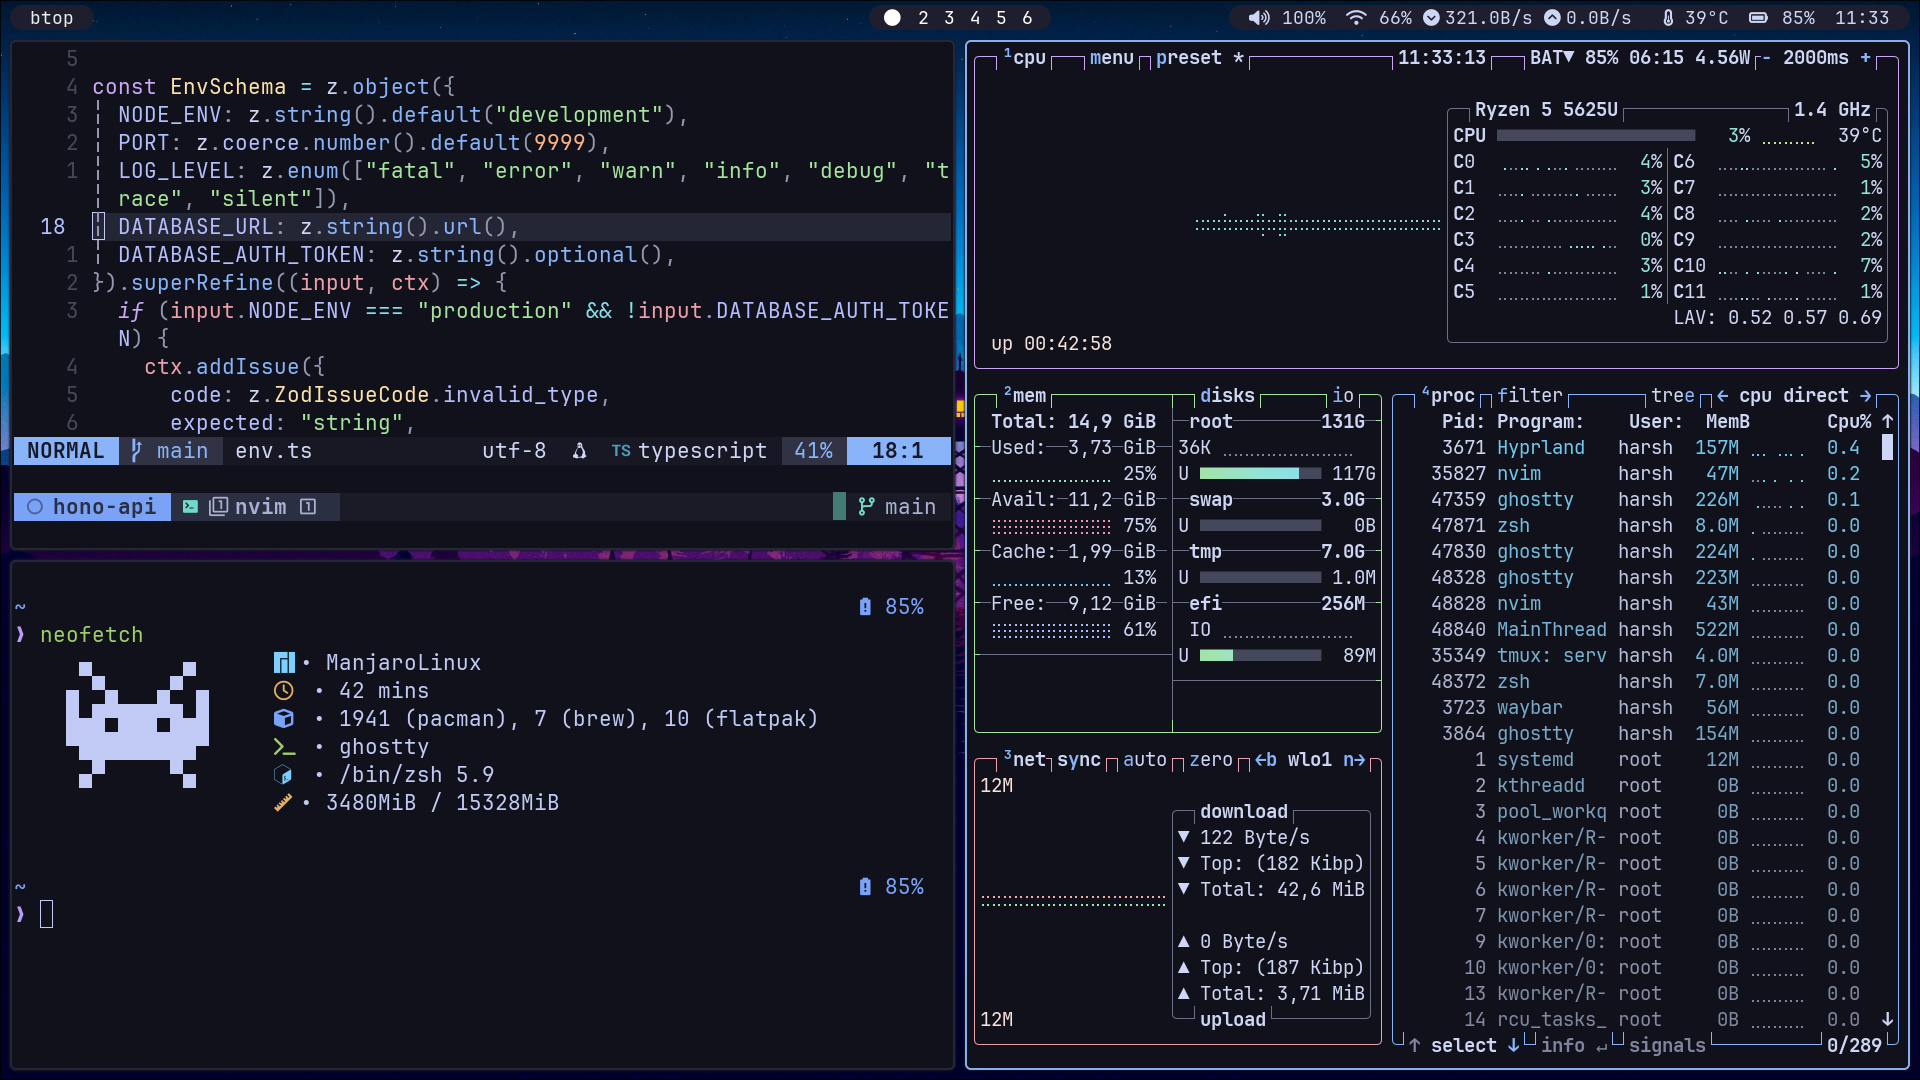 btop
2 3 4 5 6
100% 66% 321.0B/s 0.0B/s 39°C 85% 11:33
5
4 const EnvSchema = z.object({
3 NODE_ENV: z.string().default("development"),
2 PORT: z.coerce.number().default(9999),
1 LOG_LEVEL: z.enum(["fatal", "error", "warn", "info", "debug", "t
race", "silent"]),
18 DATABASE_URL: z.string().url(),
1 DATABASE_AUTH_TOKEN: z.string().optional(),
2 }).superRefine((input, ctx) => {
3 if (input.NODE_ENV === "production" && !input.DATABASE_AUTH_TOKE
N) {
4 ctx.addIssue({
5 code: z.ZodIssueCode.invalid_type,
6 expected: "string",
NORMAL main env.ts utf-8 TS typescript 41% 18:1
hono-api nvim 1 main
~ 85%
❯ neofetch
• ManjaroLinux
• 42 mins
• 1941 (pacman), 7 (brew), 10 (flatpak)
• ghostty
• /bin/zsh 5.9
• 3480MiB / 15328MiB
~ 85%
❯
¹cpu menu preset * 11:33:13 BAT▼ 85% 06:15 4.56W - 2000ms +
Ryzen 5 5625U 1.4 GHz
CPU 3% 39°C
C0 4% C6 5%
C1 3% C7 1%
C2 4% C8 2%
C3 0% C9 2%
C4 3% C10 7%
C5 1% C11 1%
LAV: 0.52 0.57 0.69
up 00:42:58
²mem disks io
Total: 14,9 GiB root 131G
Used: 3,73 GiB 36K
25% U 117G
Avail: 11,2 GiB swap 3.0G
75% U 0B
Cache: 1,99 GiB tmp 7.0G
13% U 1.0M
Free: 9,12 GiB efi 256M
61% IO
U 89M
³net sync auto zero ←b wlo1 n→
12M
download
▼ 122 Byte/s
▼ Top: (182 Kibp)
▼ Total: 42,6 MiB
▲ 0 Byte/s
▲ Top: (187 Kibp)
▲ Total: 3,71 MiB
12M upload
⁴proc filter tree ← cpu direct →
Pid: Program: User: MemB Cpu% ↑
3671 Hyprland harsh 157M 0.4
35827 nvim harsh 47M 0.2
47359 ghostty harsh 226M 0.1
47871 zsh harsh 8.0M 0.0
47830 ghostty harsh 224M 0.0
48328 ghostty harsh 223M 0.0
48828 nvim harsh 43M 0.0
48840 MainThread harsh 522M 0.0
35349 tmux: serv harsh 4.0M 0.0
48372 zsh harsh 7.0M 0.0
3723 waybar harsh 56M 0.0
3864 ghostty harsh 154M 0.0
1 systemd root 12M 0.0
2 kthreadd root 0B 0.0
3 pool_workq root 0B 0.0
4 kworker/R- root 0B 0.0
5 kworker/R- root 0B 0.0
6 kworker/R- root 0B 0.0
7 kworker/R- root 0B 0.0
9 kworker/0: root 0B 0.0
10 kworker/0: root 0B 0.0
13 kworker/R- root 0B 0.0
14 rcu_tasks_ root 0B 0.0 ↓
↑ select ↓ info ↵ signals 0/289